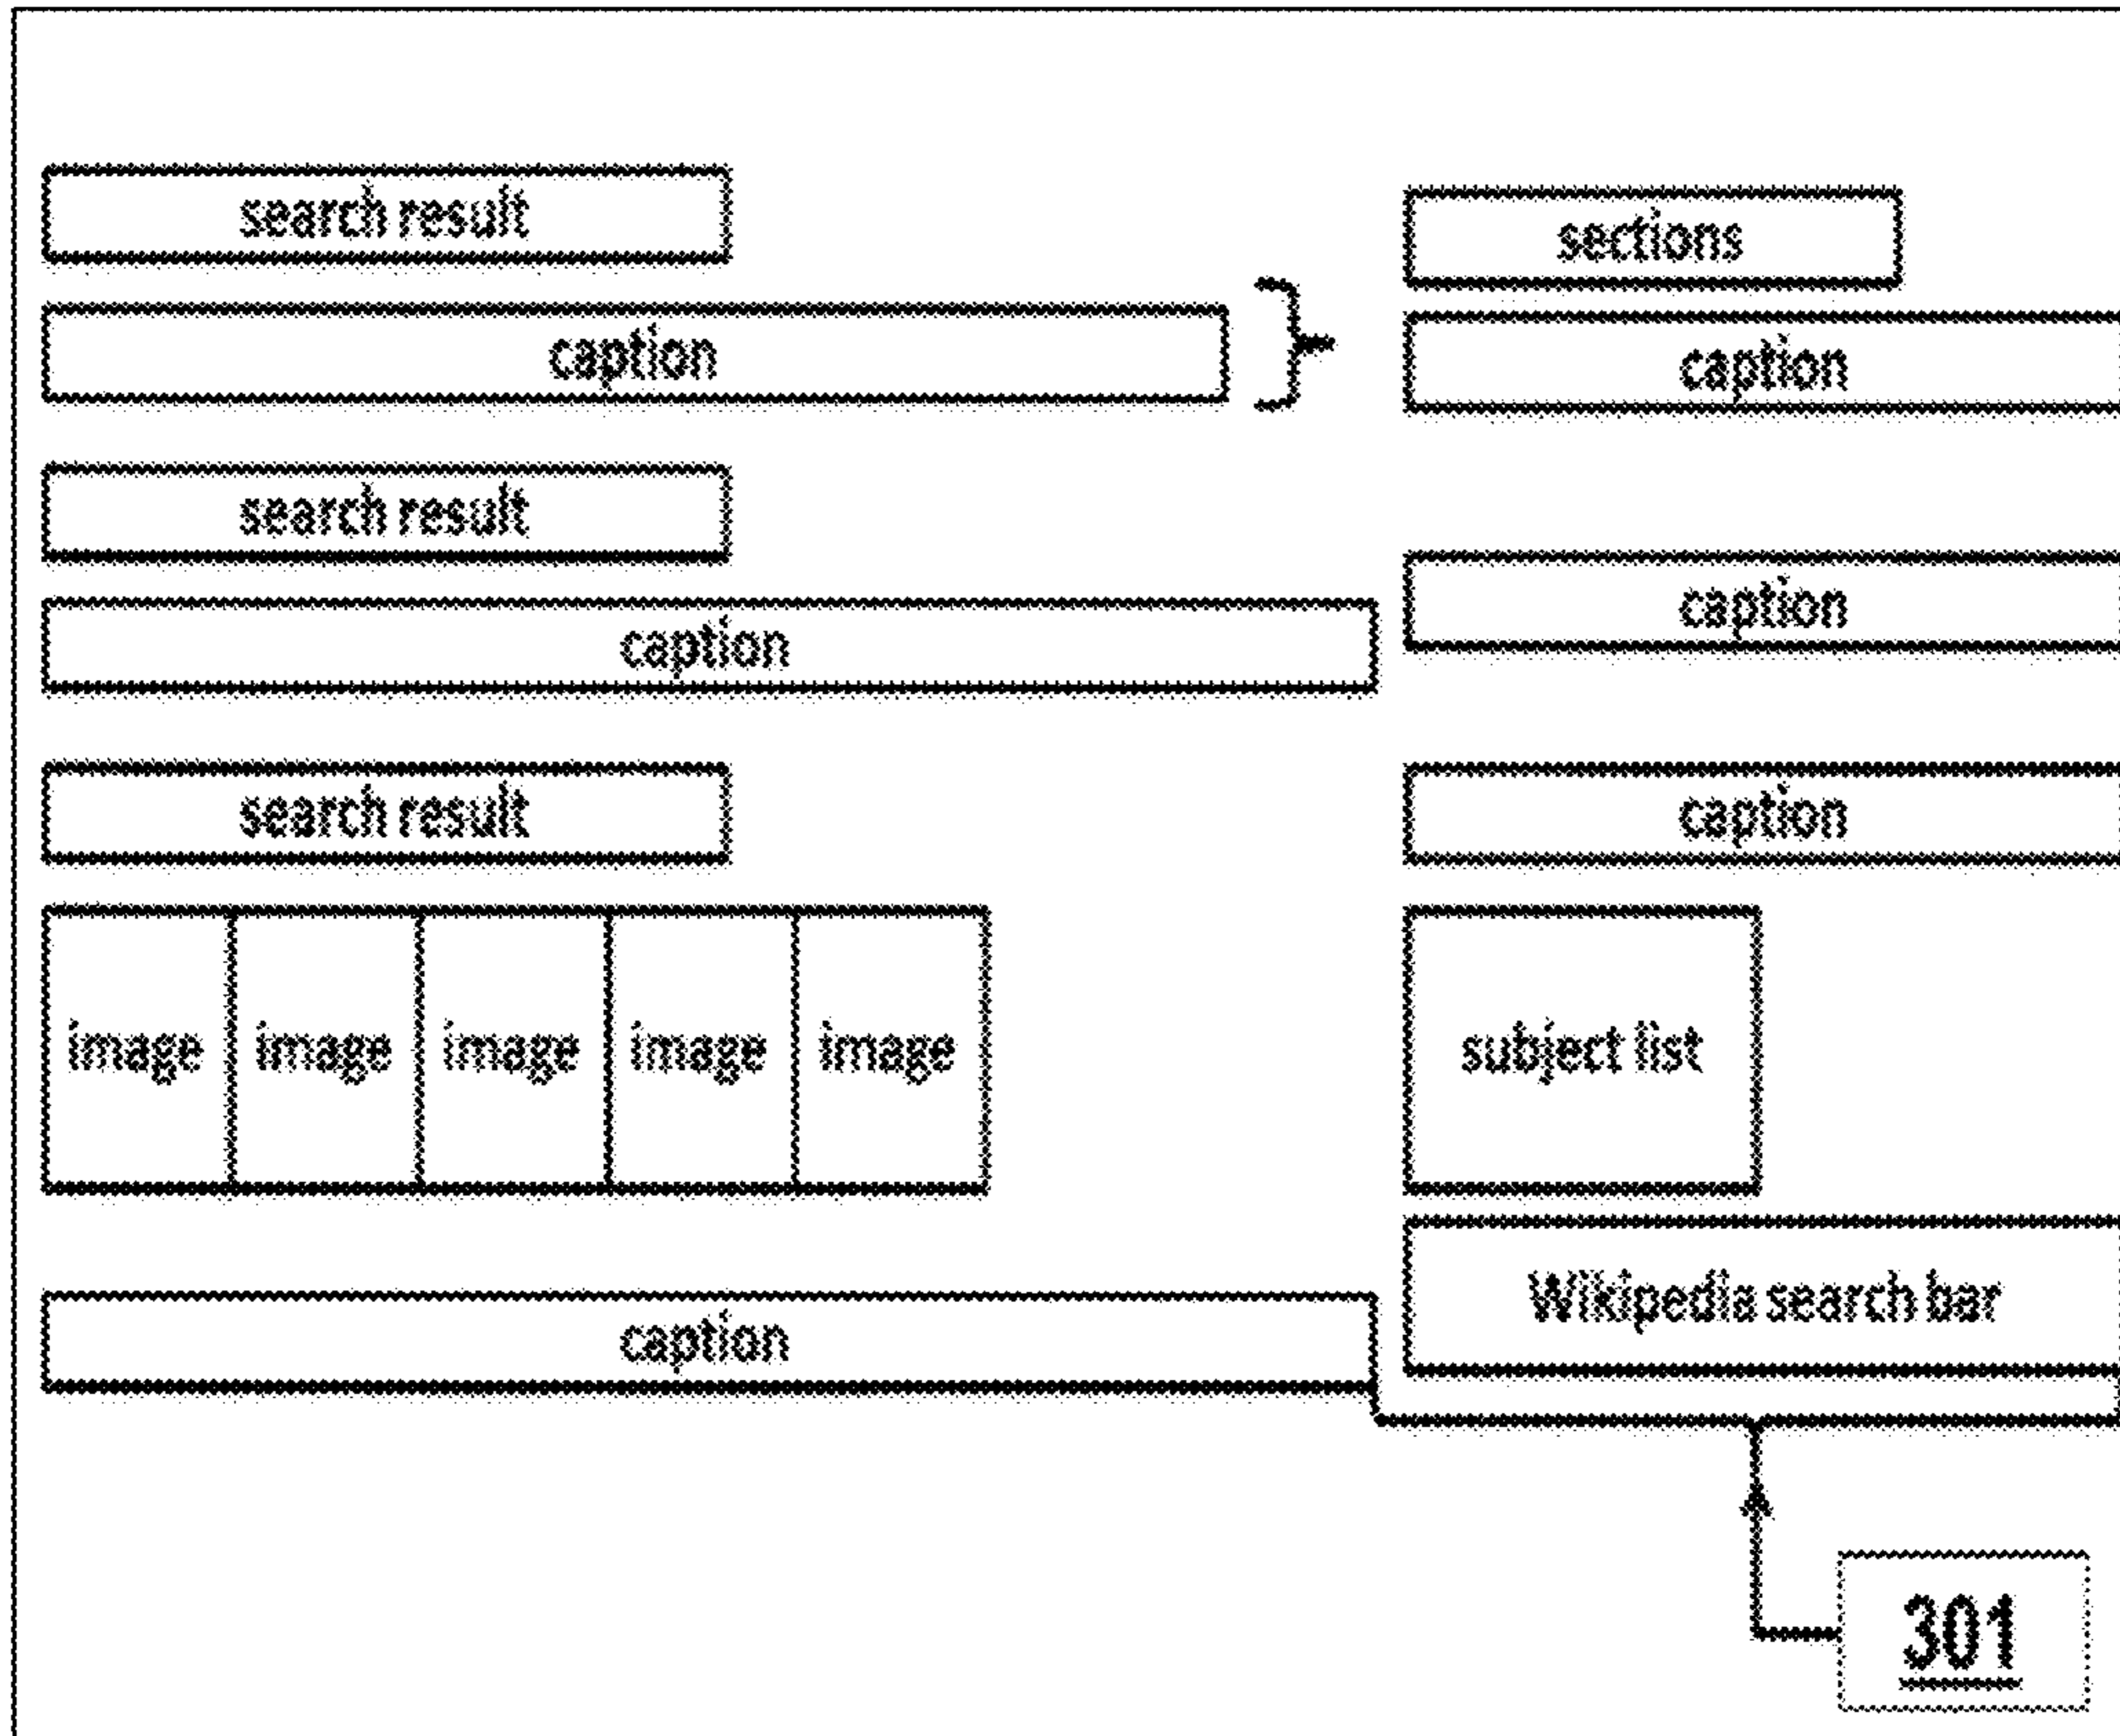 search result
caption
search result
caption
search result
image image image image image
caption
sections
caption
caption
caption
subject list
Wikipedia search bar
301